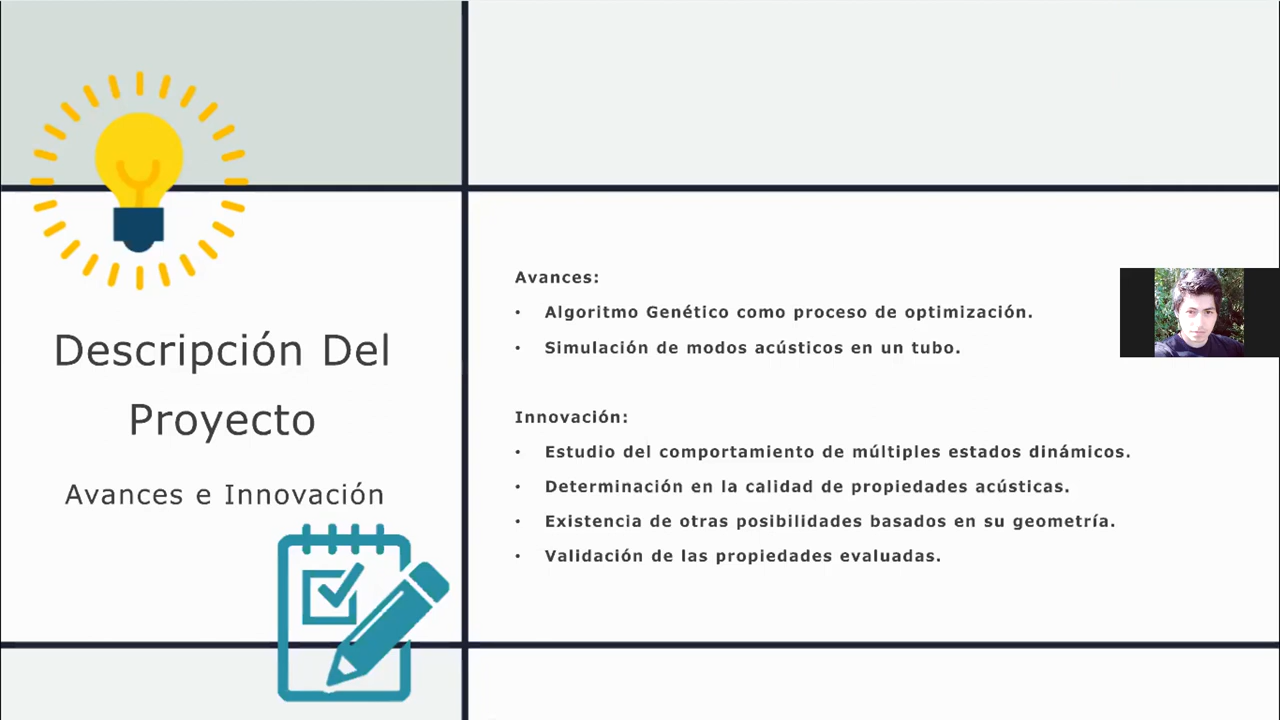 Descripción Del
Proyecto
Avances e Innovación
Avances:
• Algoritmo Genético como proceso de optimización.
• Simulación de modos acústicos en un tubo.
Innovación:
• Estudio del comportamiento de múltiples estados dinámicos.
• Determinación en la calidad de propiedades acústicas.
• Existencia de otras posibilidades basados en su geometría.
• Validación de las propiedades evaluadas.